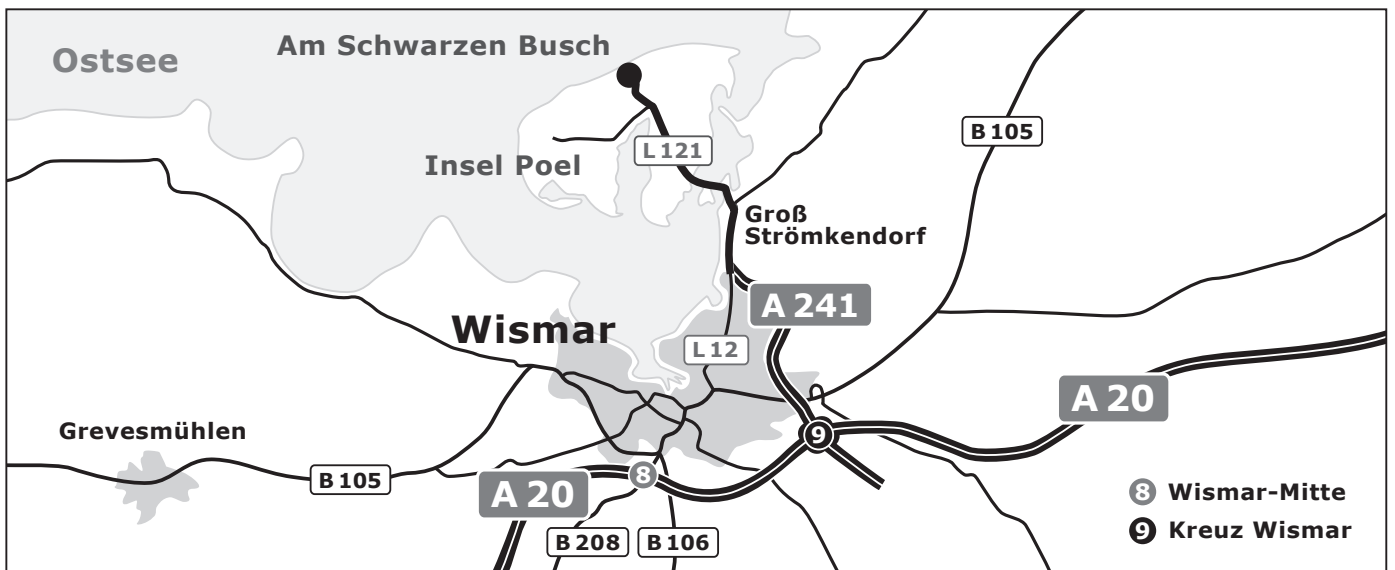 Am Schwarzen Busch
Ostsee
B 105
L 121
Insel Poel
Groß
Strömkendorf
A 241
Wismar
L 12
A 20
Grevesmühlen
9
B 105
8
A 20
8 Wismar-Mitte
9 Kreuz Wismar
B 208
B 106